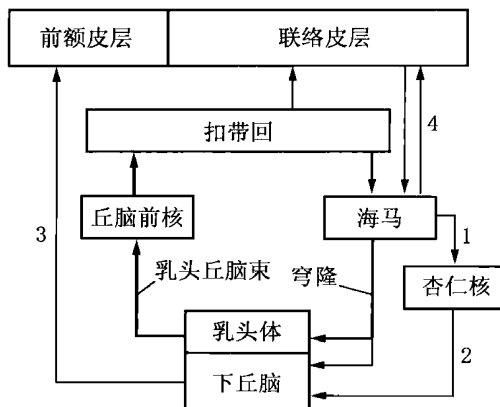 前额皮层 联络皮层
4
扣带回
3
丘脑前核 海马
1
乳头丘脑束 穹隆 杏仁核
乳头体
2
下丘脑